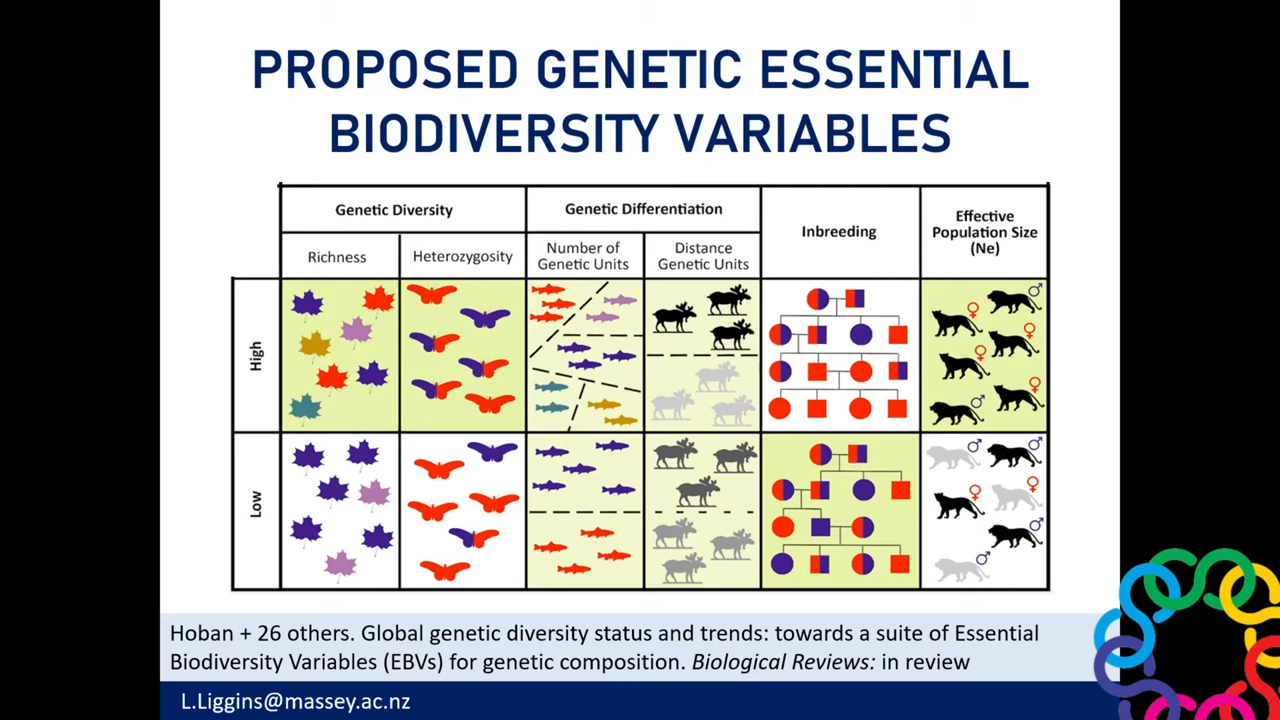 PROPOSED GENETIC ESSENTIAL
BIODIVERSITY VARIABLES
Genetic Diversity
Genetic Differentiation
Inbreeding
Effective
Population Size
(Ne)
Richness
Heterozygosity
Number of
Genetic Units
Distance
Genetic Units
High
Low
Hoban + 26 others. Global genetic diversity status and trends: towards a suite of Essential
Biodiversity Variables (EBVs) for genetic composition. Biological Reviews: in review
L.Liggins@massey.ac.nz